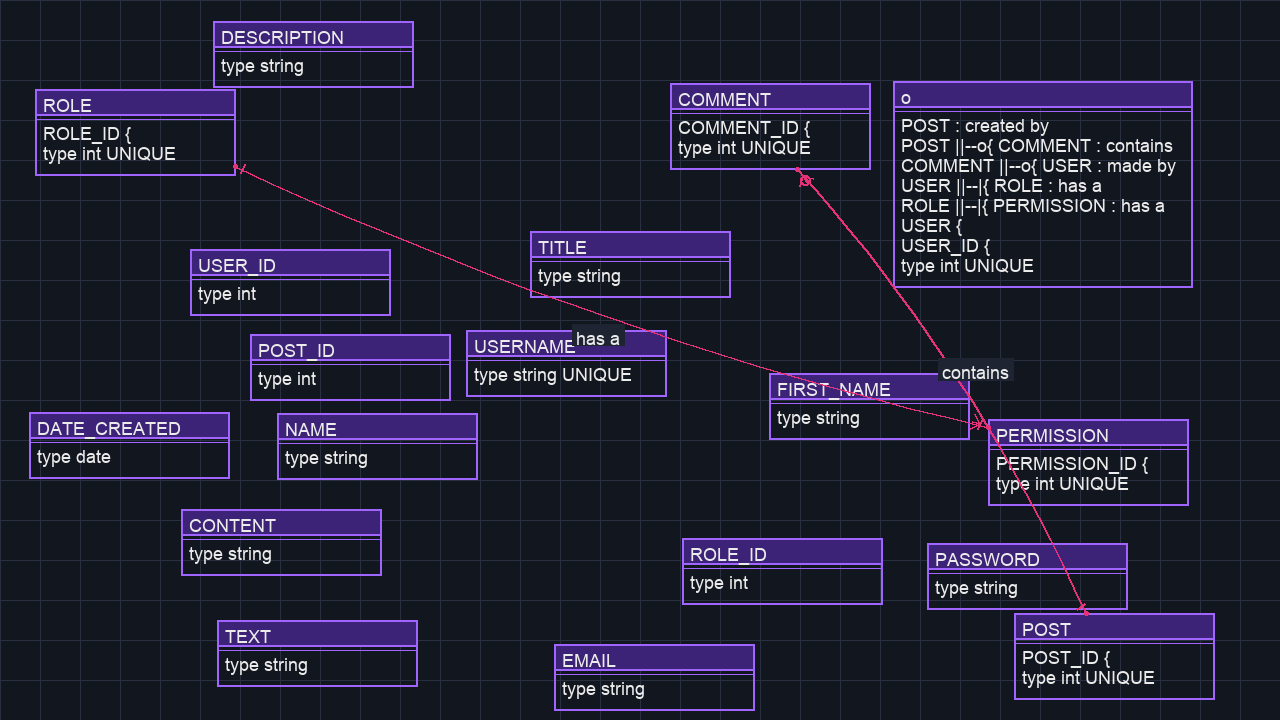 DESCRIPTION
type string
ROLE
ROLE_ID {
type int UNIQUE
COMMENT
COMMENT_ID {
type int UNIQUE
o
POST : created by
POST ||--o{ COMMENT : contains
COMMENT ||--o{ USER : made by
USER ||--|{ ROLE : has a
ROLE ||--|{ PERMISSION : has a
USER {
USER_ID {
type int UNIQUE
USER_ID
type int
TITLE
type string
POST_ID
type int
USERNAME
type string UNIQUE
has a
contains
FIRST_NAME
type string
DATE_CREATED
type date
NAME
type string
PERMISSION
PERMISSION_ID {
type int UNIQUE
CONTENT
type string
ROLE_ID
type int
PASSWORD
type string
TEXT
type string
EMAIL
type string
POST
POST_ID {
type int UNIQUE